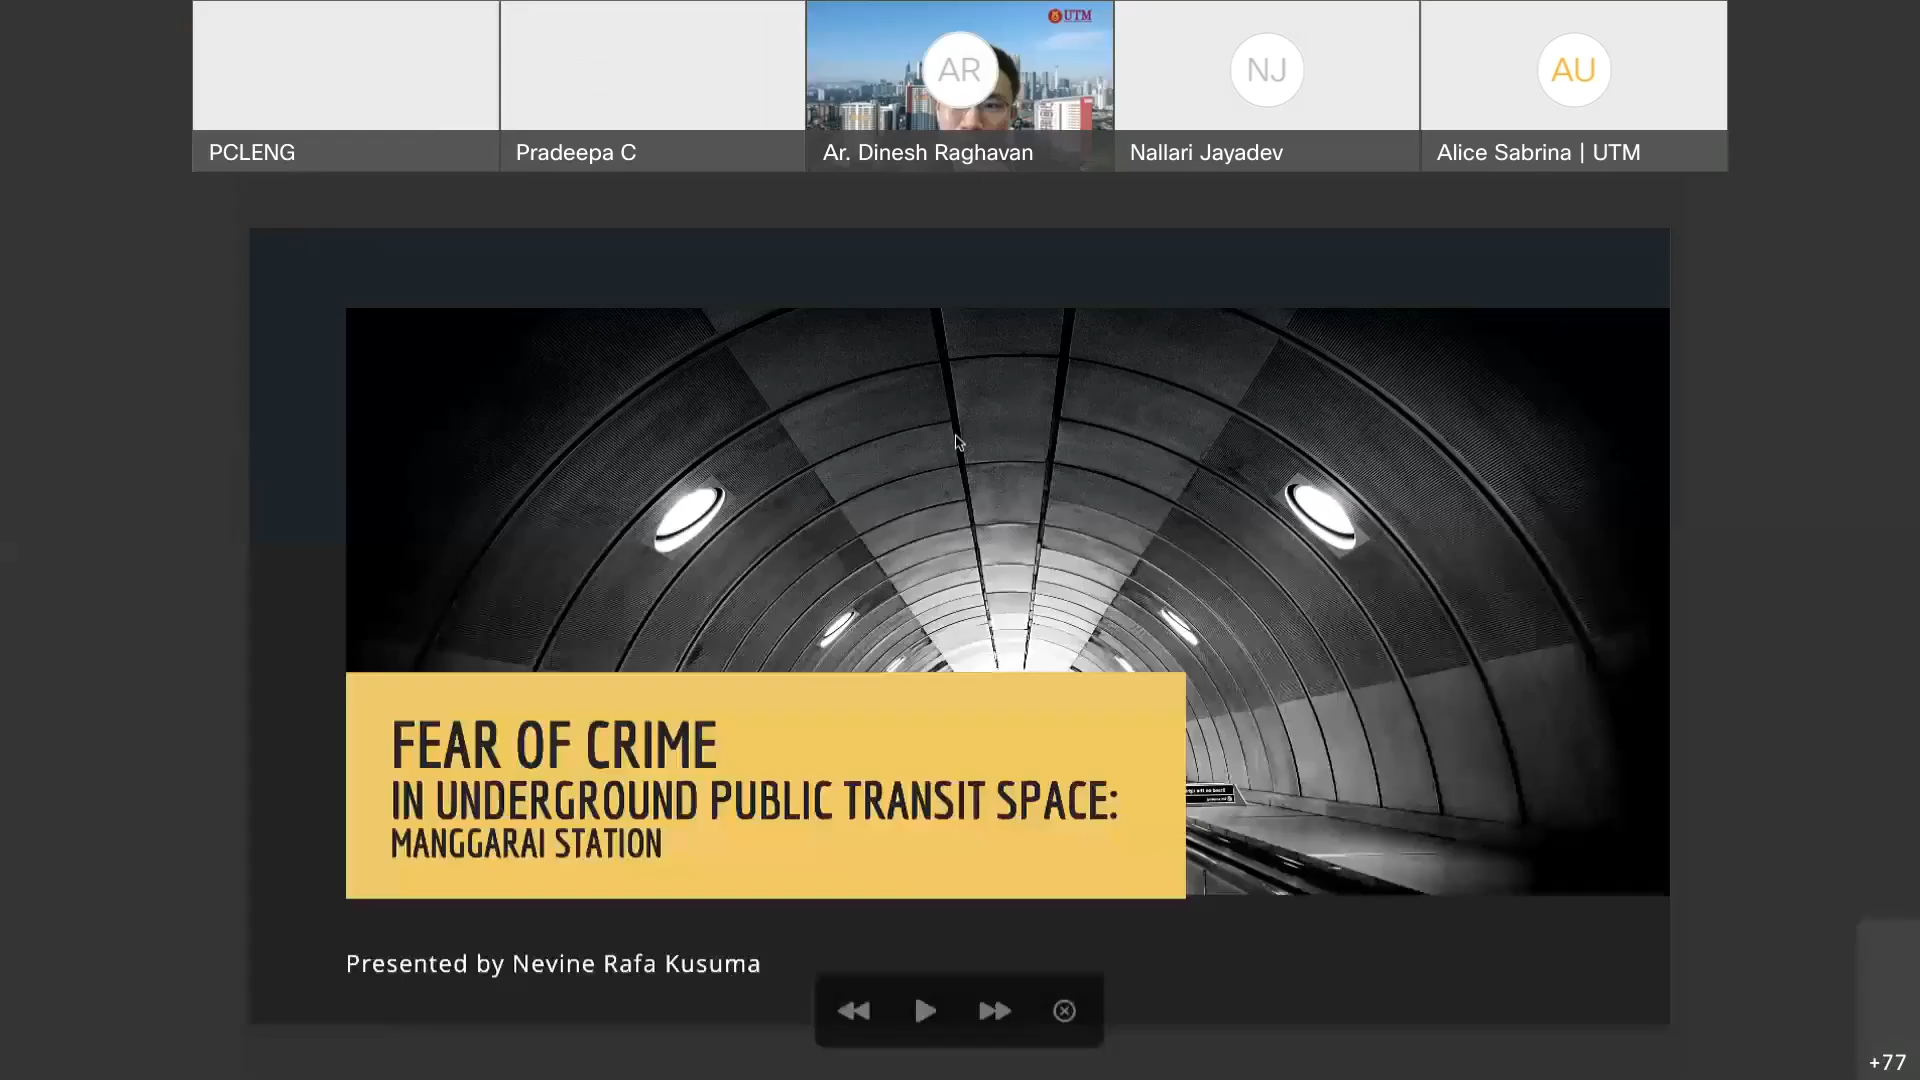 UTM
AR
NJ
AU
PCLENG
Pradeepa C
Ar. Dinesh Raghavan
Nallari Jayadev
Alice Sabrina | UTM
FEAR OF CRIME
IN UNDERGROUND PUBLIC TRANSIT SPACE:
MANGGARAI STATION
Presented by Nevine Rafa Kusuma
+77